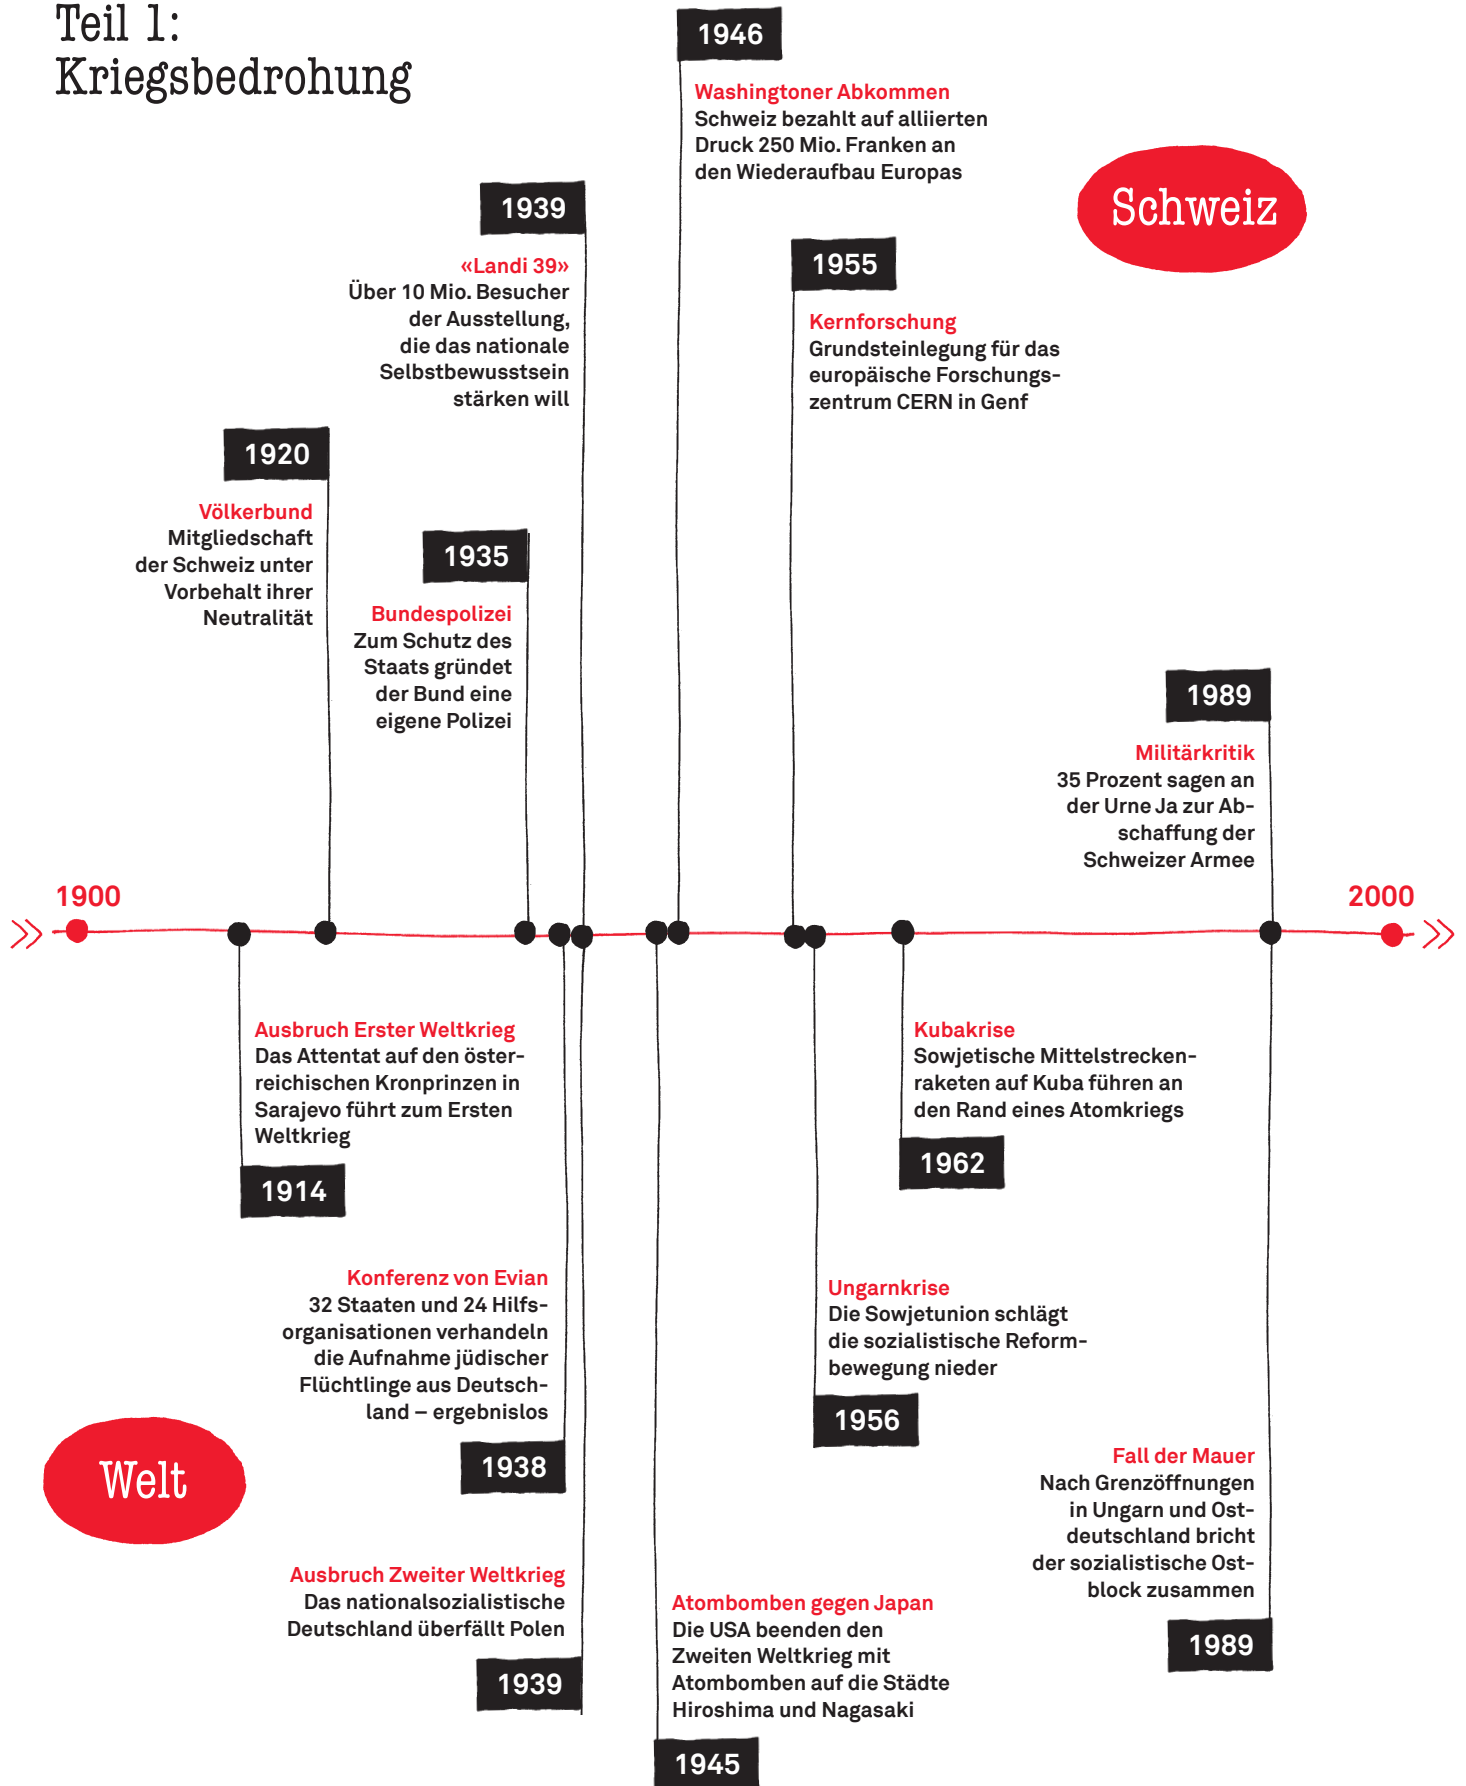 Teil 1:
Kriegsbedrohung
1946
Washingtoner Abkommen
Schweiz bezahlt auf alliierten
Druck 250 Mio. Franken an
den Wiederaufbau Europas
Schweiz
1939
«Landi 39»
Über 10 Mio. Besucher
der Ausstellung,
die das nationale
Selbstbewusstsein
stärken will
1955
Kernforschung
Grundsteinlegung für das
europäische Forschungs-
zentrum CERN in Genf
1920
Völkerbund
Mitgliedschaft
der Schweiz unter
Vorbehalt ihrer
Neutralität
1935
Bundespolizei
Zum Schutz des
Staats gründet
der Bund eine
eigene Polizei
1989
Militärkritik
35 Prozent sagen an
der Urne Ja zur Ab-
schaffung der
Schweizer Armee
1900
2000
Ausbruch Erster Weltkrieg
Das Attentat auf den öster-
reichischen Kronprinzen in
Sarajevo führt zum Ersten
Weltkrieg
1914
Kubakrise
Sowjetische Mittelstrecken-
raketen auf Kuba führen an
den Rand eines Atomkriegs
1962
Konferenz von Evian
32 Staaten und 24 Hilfs-
organisationen verhandeln
die Aufnahme jüdischer
Flüchtlinge aus Deutsch-
land – ergebnislos
1938
Ungarnkrise
Die Sowjetunion schlägt
die sozialistische Reform-
bewegung nieder
1956
Welt
Fall der Mauer
Nach Grenzöffnungen
in Ungarn und Ost-
deutschland bricht
der sozialistische Ost-
block zusammen
1989
Ausbruch Zweiter Weltkrieg
Das nationalsozialistische
Deutschland überfällt Polen
1939
Atombomben gegen Japan
Die USA beenden den
Zweiten Weltkrieg mit
Atombomben auf die Städte
Hiroshima und Nagasaki
1945